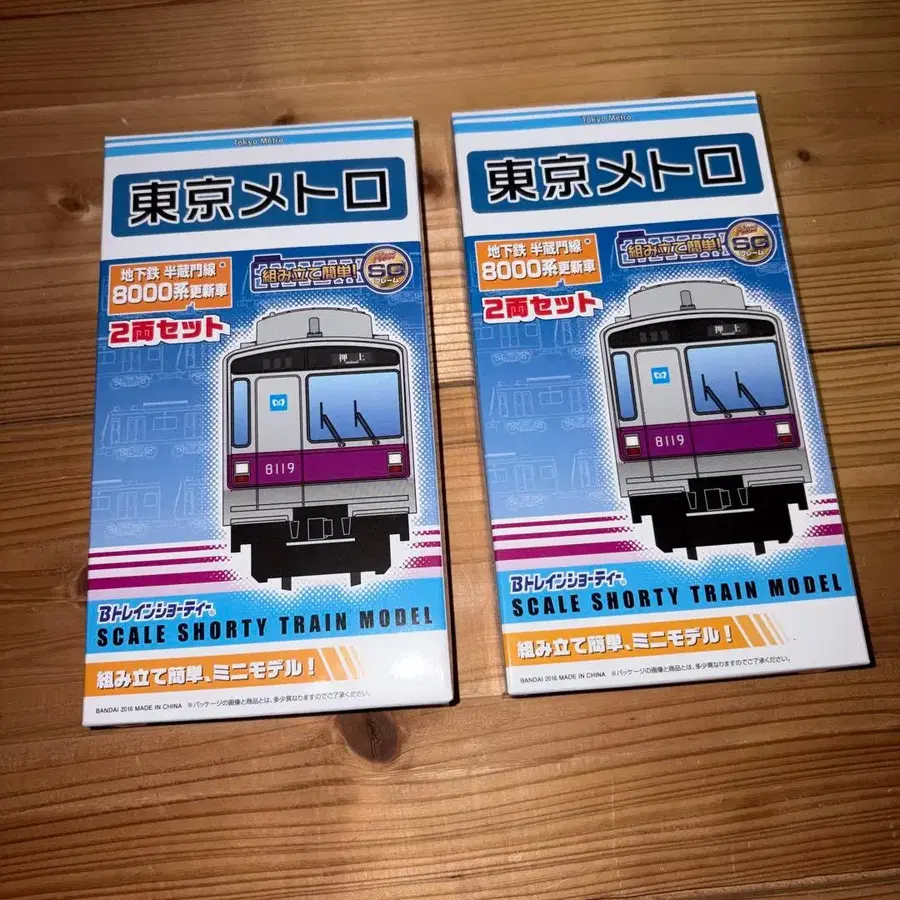 Tokyo Metro
東京メトロ
地下鉄 半蔵門線
8000系更新車
2両セット
組み立て簡単!
New
SG
フレーム
押上
8119
Bトレインショーティー
SCALE SHORTY TRAIN MODEL
組み立て簡単、ミニモデル!
BANDAI 2016 MADE IN CHINA ※パッケージの画像と商品とは、多少異なりますのでご了承ください。
Tokyo Metro
東京メトロ
地下鉄 半蔵門線
8000系更新車
2両セット
組み立て簡単!
New
SG
フレーム
押上
8119
Bトレインショーティー
SCALE SHORTY TRAIN MODEL
組み立て簡単、ミニモデル!
BANDAI 2016 MADE IN CHINA ※パッケージの画像と商品とは、多少異なりますのでご了承ください。